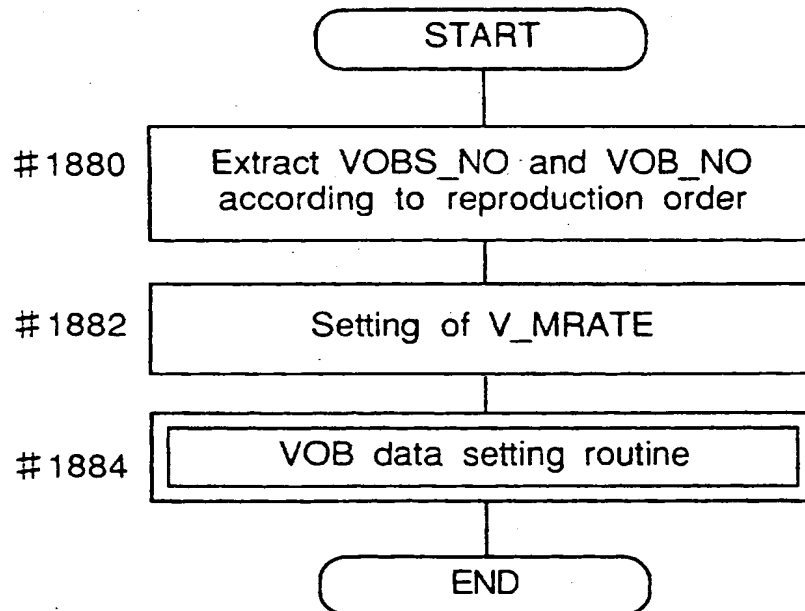 START
#1880
Extract VOBS_NO and VOB_NO
according to reproduction order
#1882
Setting of V_MRATE
#1884
VOB data setting routine
END